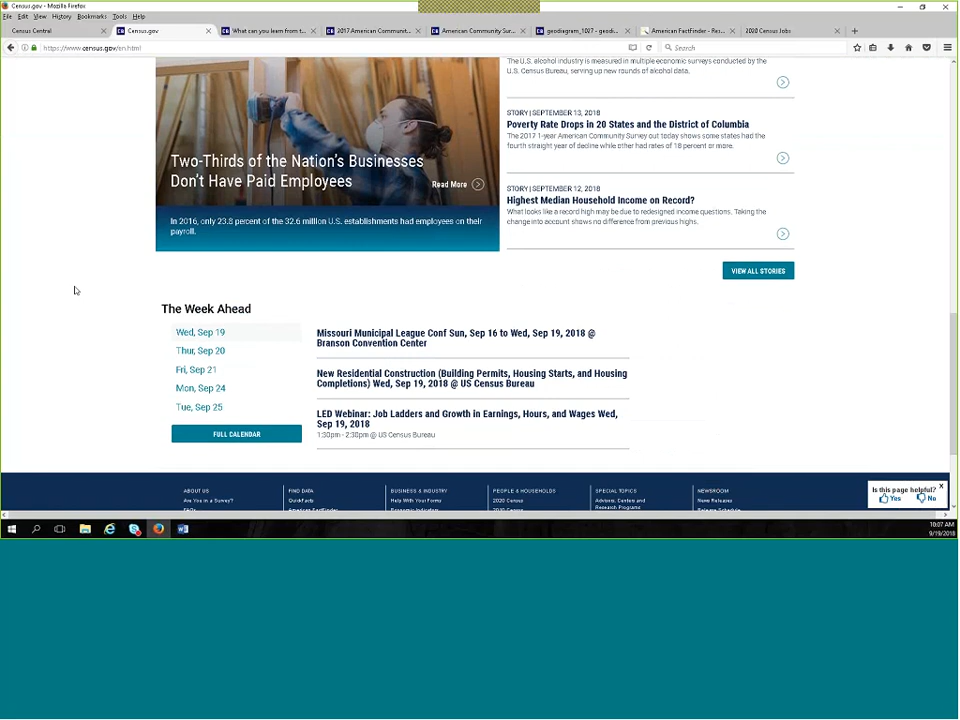 Census.gov - Mozilla Firefox
File Edit View History Bookmarks Tools Help
Census Central
Census.gov
What can you learn from t...
2017 American Communit...
American Community Sur...
geodiagram_1027 - geodi...
American FactFinder - Res...
2020 Census Jobs
https://www.census.gov/en.html
Search
The U.S. alcohol industry is measured in multiple economic surveys conducted by the
U.S. Census Bureau, serving up new rounds of alcohol data.
STORY | SEPTEMBER 13, 2018
Poverty Rate Drops in 20 States and the District of Columbia
The 2017 1-year American Community Survey out today shows some states had the
fourth straight year of decline while other had rates of 18 percent or more.
STORY | SEPTEMBER 12, 2018
Highest Median Household Income on Record?
What looks like a record high may be due to redesigned income questions. Taking the
change into account shows no difference from previous highs.
VIEW ALL STORIES
Two-Thirds of the Nation's Businesses
Don't Have Paid Employees
Read More
In 2016, only 23.8 percent of the 32.6 million U.S. establishments had employees on their
payroll.
The Week Ahead
Wed, Sep 19
Thur, Sep 20
Fri, Sep 21
Mon, Sep 24
Tue, Sep 25
FULL CALENDAR
Missouri Municipal League Conf Sun, Sep 16 to Wed, Sep 19, 2018 @
Branson Convention Center
New Residential Construction (Building Permits, Housing Starts, and Housing
Completions) Wed, Sep 19, 2018 @ US Census Bureau
LED Webinar: Job Ladders and Growth in Earnings, Hours, and Wages Wed,
Sep 19, 2018
1:30pm - 2:30pm @ US Census Bureau
ABOUT US
Are You in a Survey?
FAQs
FIND DATA
QuickFacts
American FactFinder
BUSINESS & INDUSTRY
Help With Your Forms
Economic Indicators
PEOPLE & HOUSEHOLDS
2020 Census
2010 Census
SPECIAL TOPICS
Advisors, Centers and
Research Programs
NEWSROOM
News Releases
Release Schedule
Is this page helpful?
X
Yes
No
10:07 AM
9/19/2018